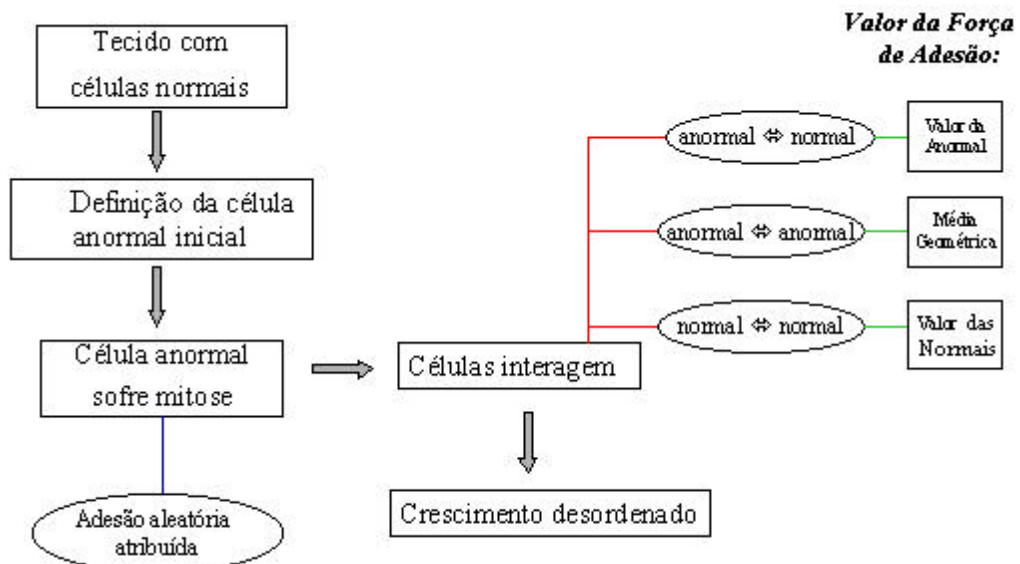 Valor da Força
de Adesão:
Tecido com
células normais
Definição da célula
anormal inicial
Célula anormal
sofre mitose
Adesão aleatória
atribuída
Células interagem
Crescimento desordenado
anormal ⇔ normal
Valor da
Anormal
anormal ⇔ anormal
Média
Geométrica
normal ⇔ normal
Valor das
Normais